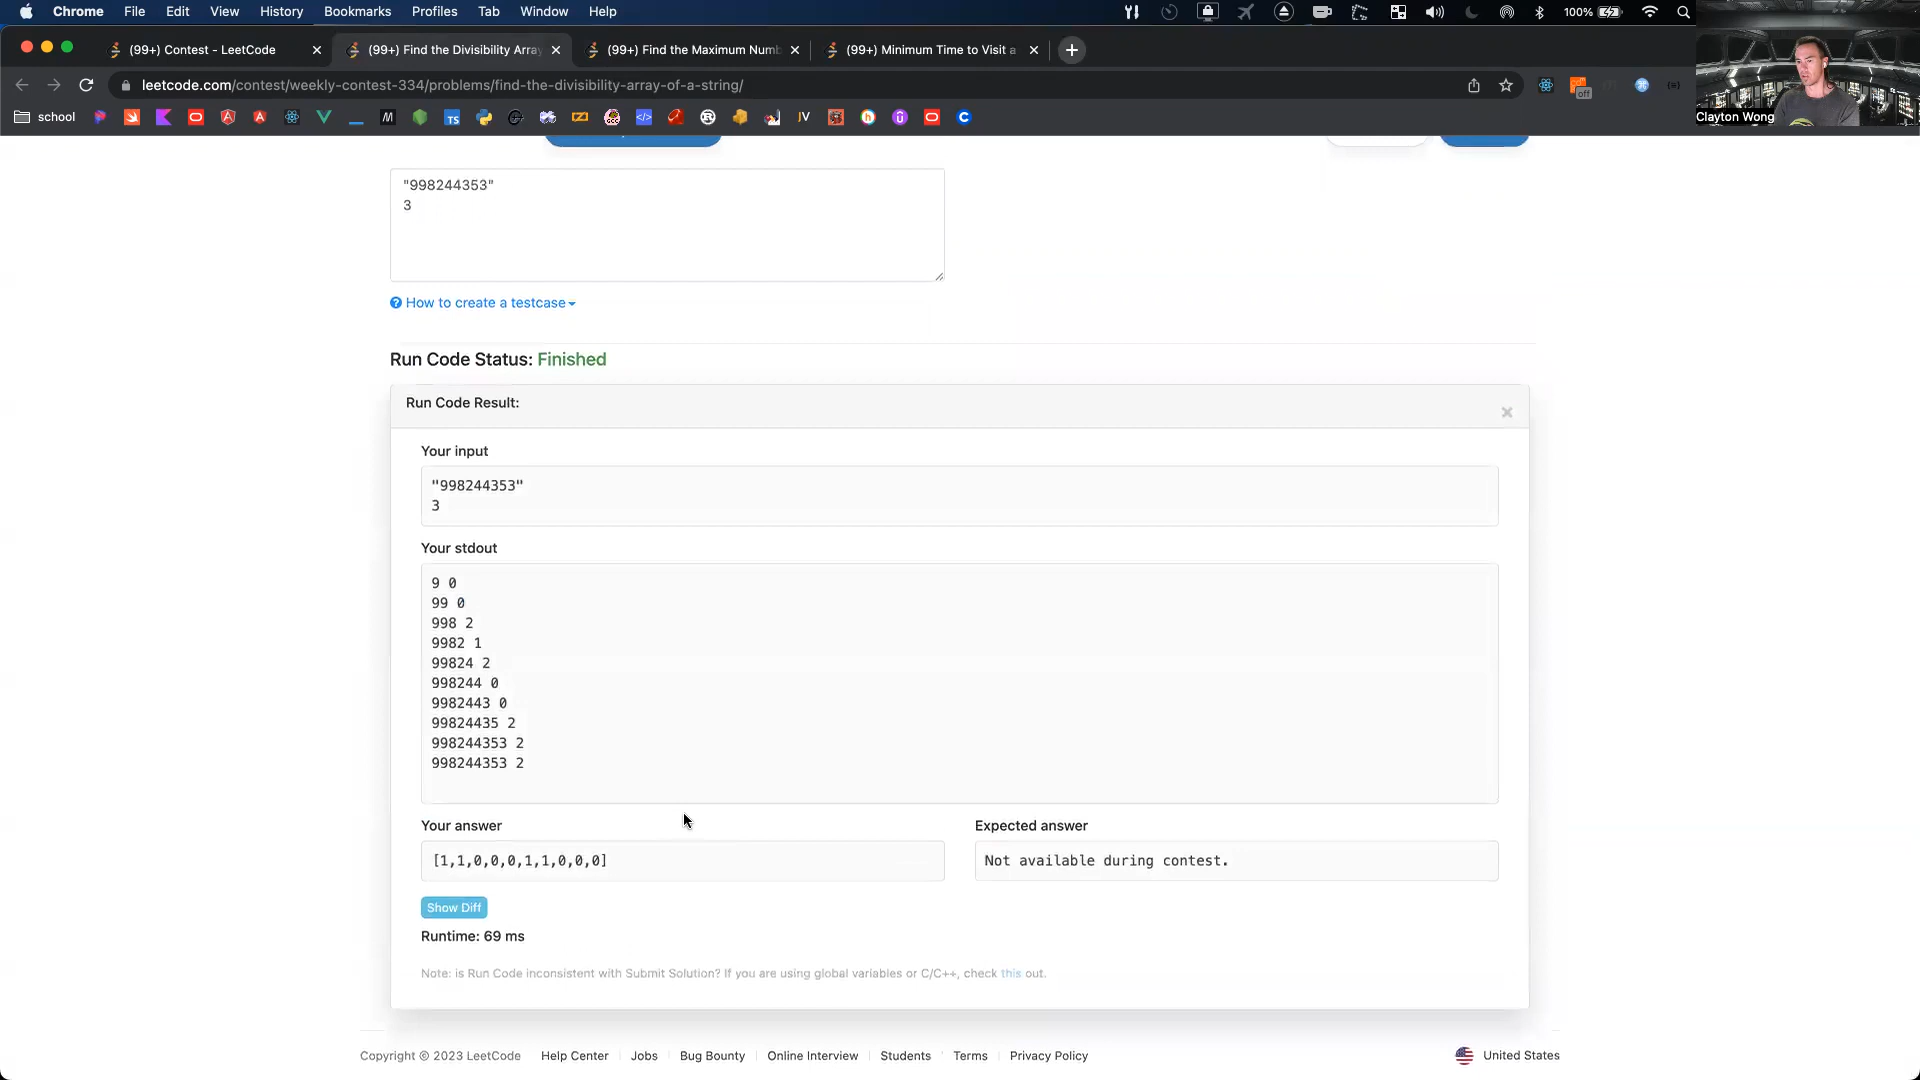 Chrome File Edit View History Bookmarks Profiles Tab Window Help 100%
(99+) Contest - LeetCode (99+) Find the Divisibility Array (99+) Find the Maximum Numb (99+) Minimum Time to Visit a
leetcode.com/contest/weekly-contest-334/problems/find-the-divisibility-array-of-a-string/ off
school M TS JV C
Clayton Wong
"998244353"
3
How to create a testcase
Run Code Status: Finished
Run Code Result:
Your input
"998244353"
3
Your stdout
9 0
99 0
998 2
9982 1
99824 2
998244 0
9982443 0
99824435 2
998244353 2
998244353 2
Your answer Expected answer
[1,1,0,0,0,1,1,0,0,0] Not available during contest.
Show Diff
Runtime: 69 ms
Note: is Run Code inconsistent with Submit Solution? If you are using global variables or C/C++, check this out.
Copyright © 2023 LeetCode Help Center Jobs Bug Bounty Online Interview Students Terms Privacy Policy United States